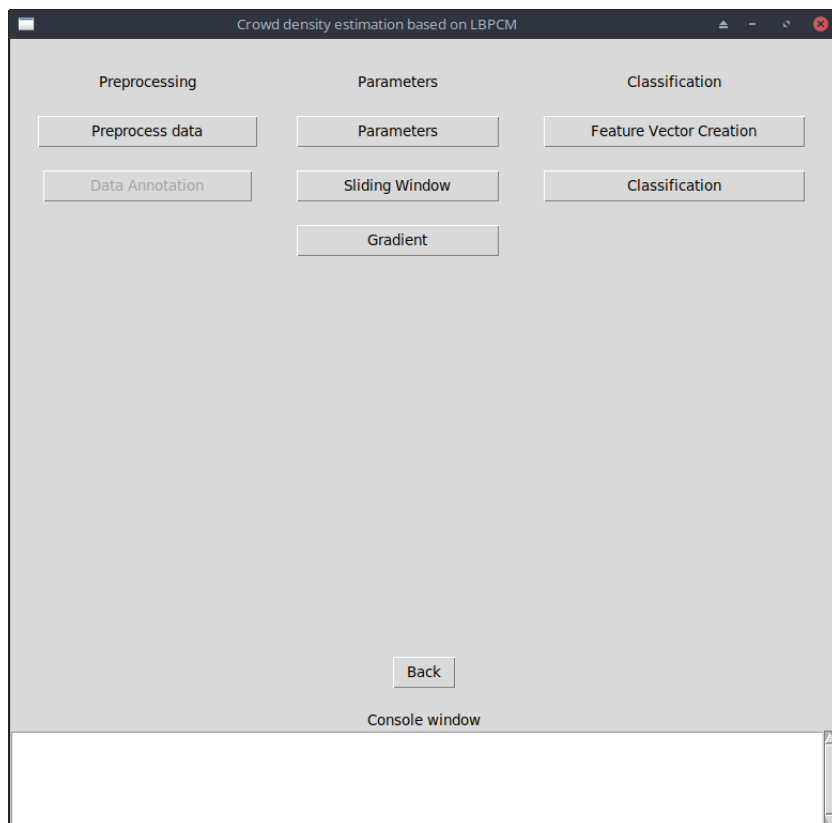 Crowd density estimation based on LBPCM
Preprocessing Parameters Classification
Preprocess data Parameters Feature Vector Creation
Data Annotation Sliding Window Classification
Gradient
Back
Console window